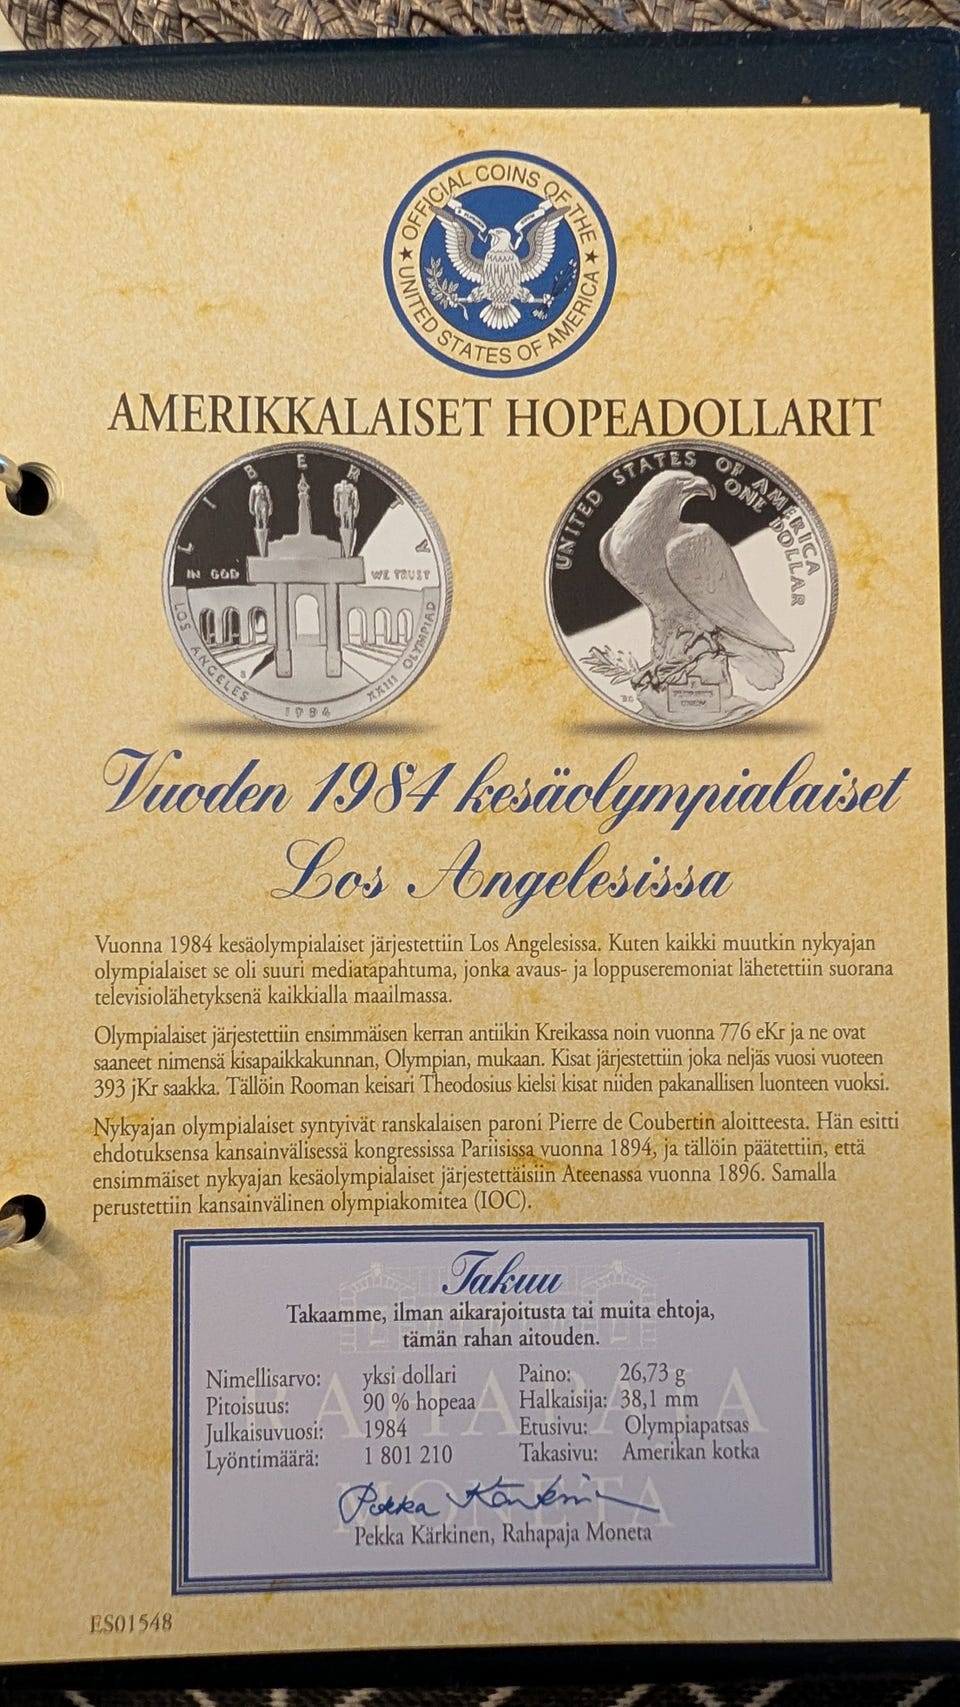 OFFICIAL COINS OF THE
★ UNITED STATES OF AMERICA ★
AMERIKKALAISET HOPEADOLLARIT
LIBERTY
IN GOD WE TRUST
LOS ANGELES XXIII OLYMPIAD
S
1984
UNITED STATES OF AMERICA
ONE DOLLAR
Vuoden 1984 kesäolympialaiset
Los Angelesissa
Vuonna 1984 kesäolympialaiset järjestettiin Los Angelesissa. Kuten kaikki muutkin nykyajan
olympialaiset se oli suuri mediatapahtuma, jonka avaus- ja loppuseremoniat lähetettiin suorana
televisiolähetyksenä kaikkialla maailmassa.
Olympialaiset järjestettiin ensimmäisen kerran antiikin Kreikassa noin vuonna 776 eKr ja ne ovat
saaneet nimensä kisapaikkakunnan, Olympian, mukaan. Kisat järjestettiin joka neljäs vuosi vuoteen
393 jKr saakka. Tällöin Rooman keisari Theodosius kielsi kisat niiden pakanallisen luonteen vuoksi.
Nykyajan olympialaiset syntyivät ranskalaisen paroni Pierre de Coubertin aloitteesta. Hän esitti
ehdotuksensa kansainvälisessä kongressissa Pariisissa vuonna 1894, ja tällöin päätettiin, että
ensimmäiset nykyajan kesäolympialaiset järjestettäisiin Ateenassa vuonna 1896. Samalla
perustettiin kansainvälinen olympiakomitea (IOC).
Takuu
Takaamme, ilman aikarajoitusta tai muita ehtoja,
tämän rahan aitouden.
Nimellisarvo: yksi dollari Paino: 26,73 g
Pitoisuus: 90 % hopeaa Halkaisija: 38,1 mm
Julkaisuvuosi: 1984 Etusivu: Olympiapatsas
Lyöntimäärä: 1 801 210 Takasivu: Amerikan kotka
RAHAPAJA
MONETA
Pekka Kärkinen
Pekka Kärkinen, Rahapaja Moneta
ES01548